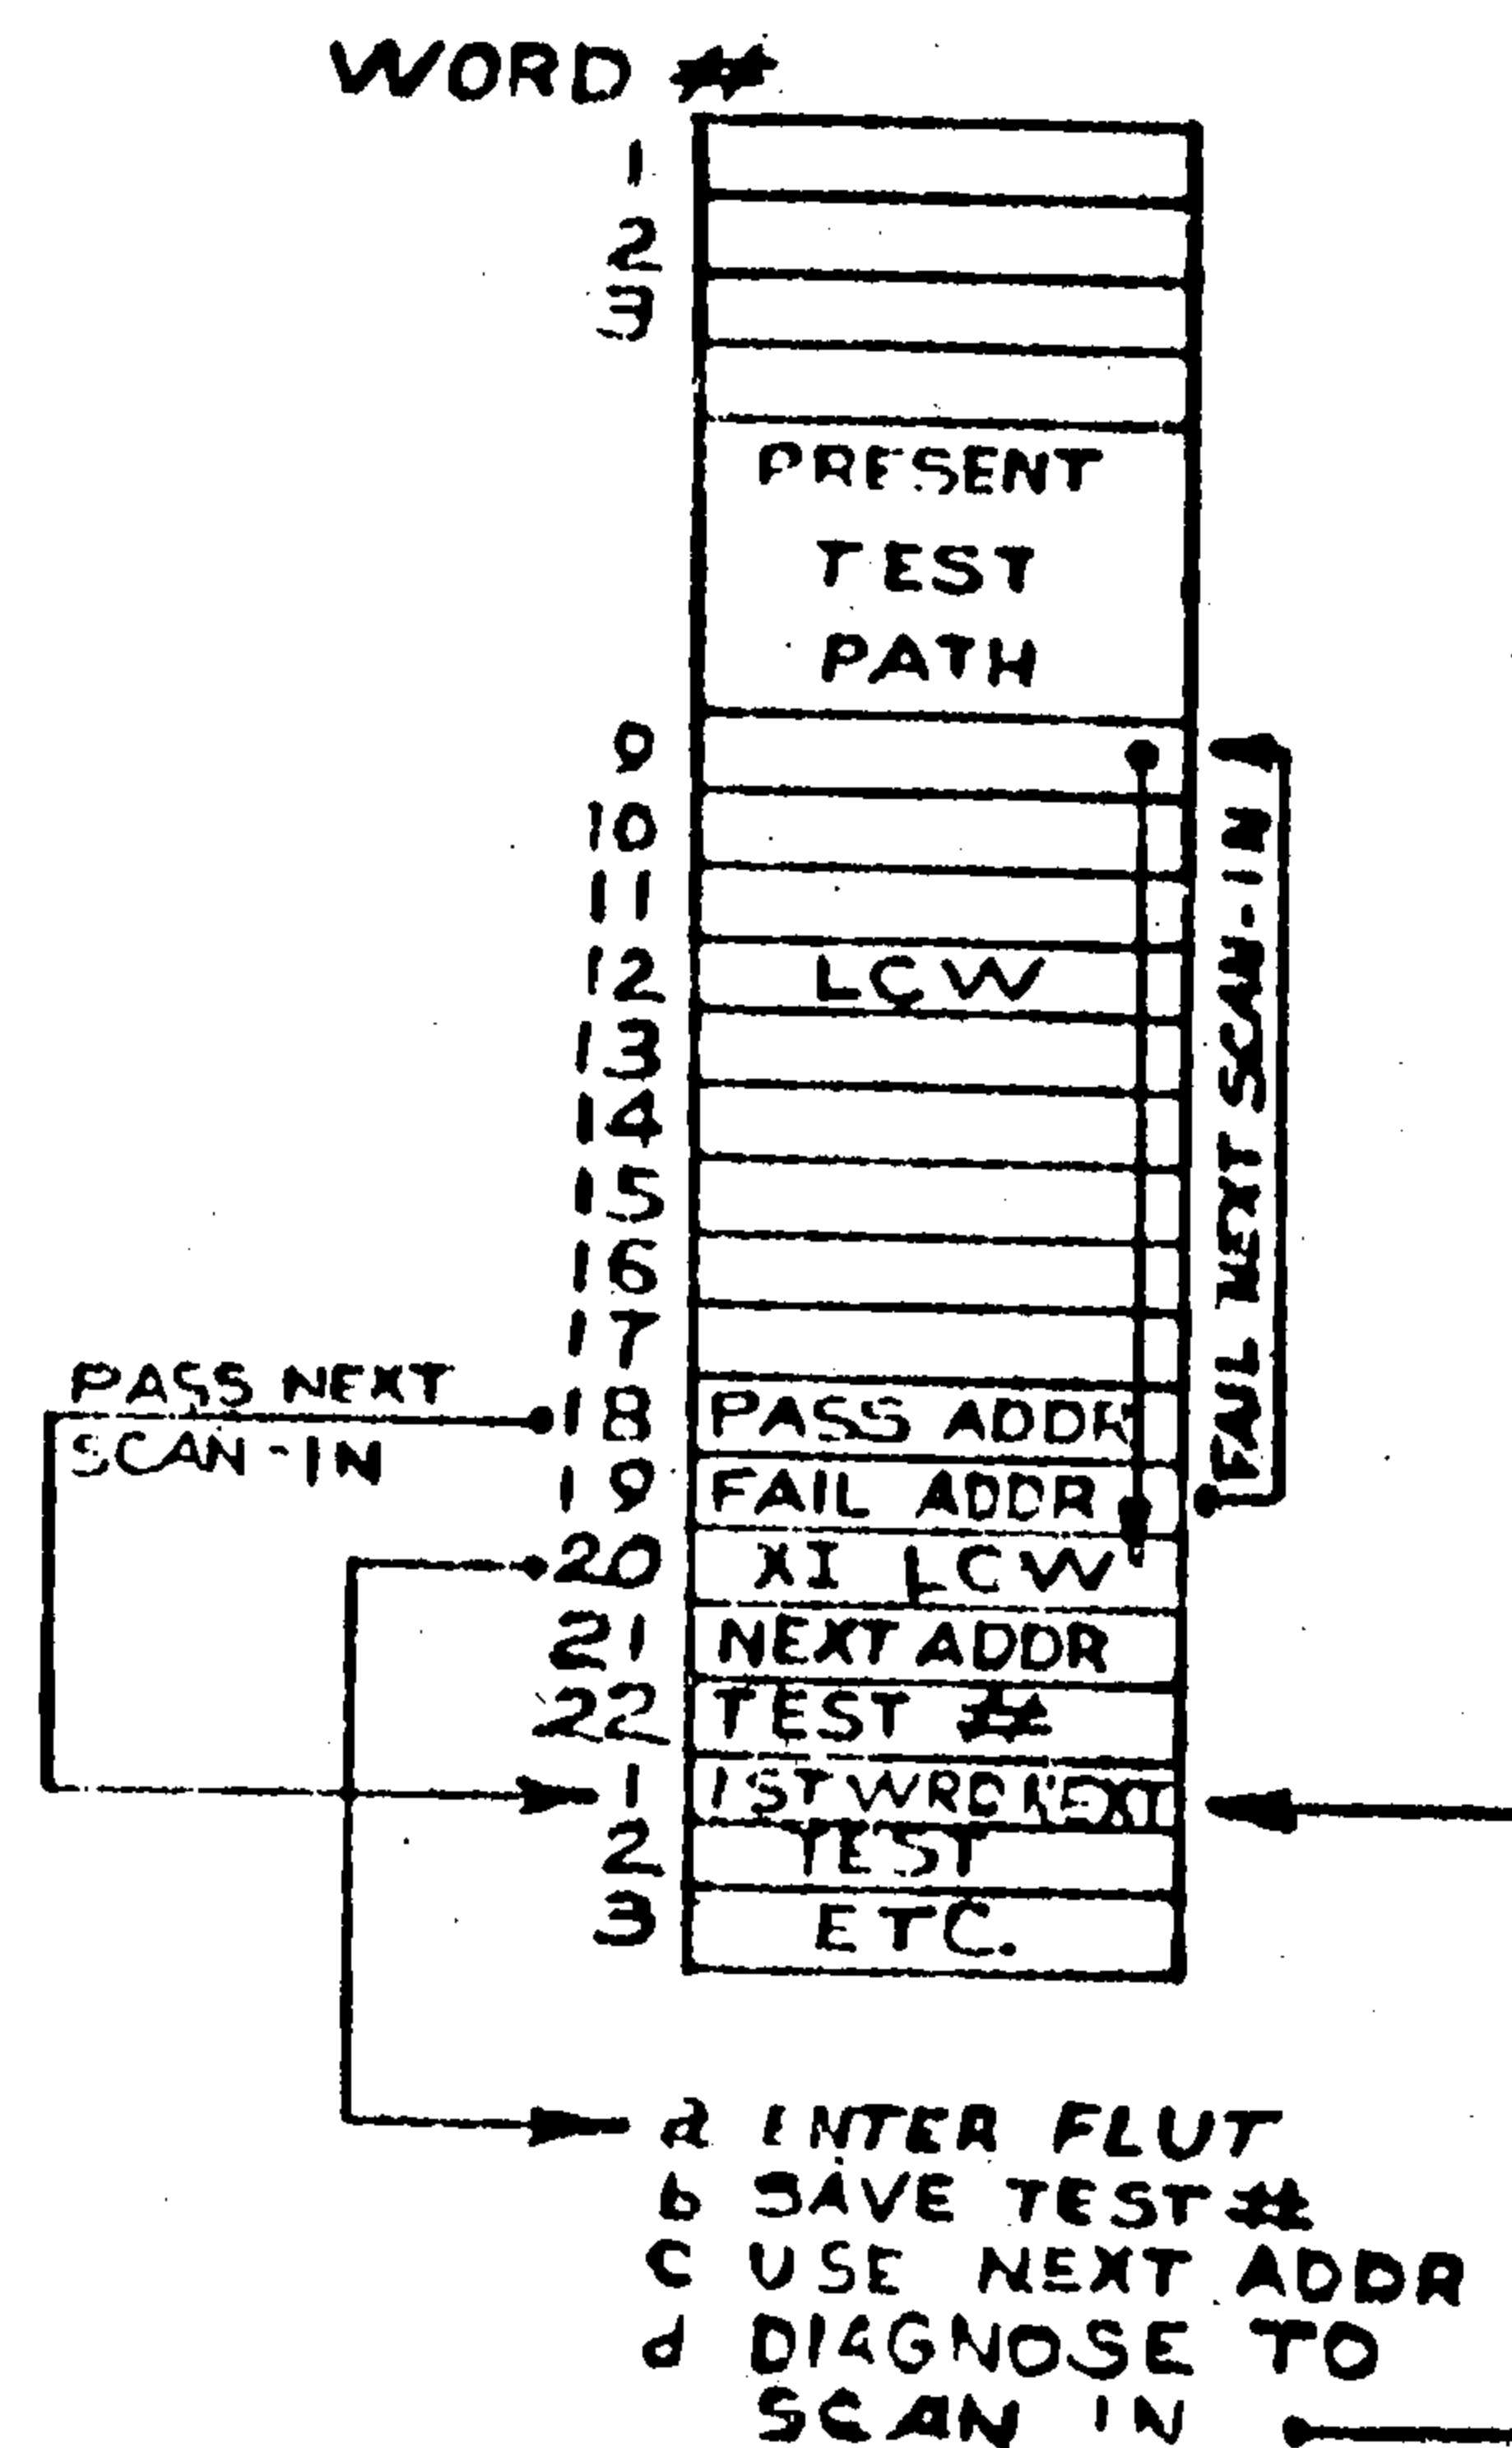 WORD #
1
2
3
PRESENT
TEST
PATH
9
10
11
12 LCW
13
14
15
16
17
FAIL NEXT SCAN-IN
PASS NEXT
SCAN-IN
18 PASS ADDR
19 FAIL ADDR
20 XI LCW
21 NEXT ADDR
22 TEST #
1 1ST WRD NEXT
2 TEST
3 ETC.
a INTER FLUT
b SAVE TEST #
C USE NEXT ADDR
d DIAGNOSE TO
SCAN IN